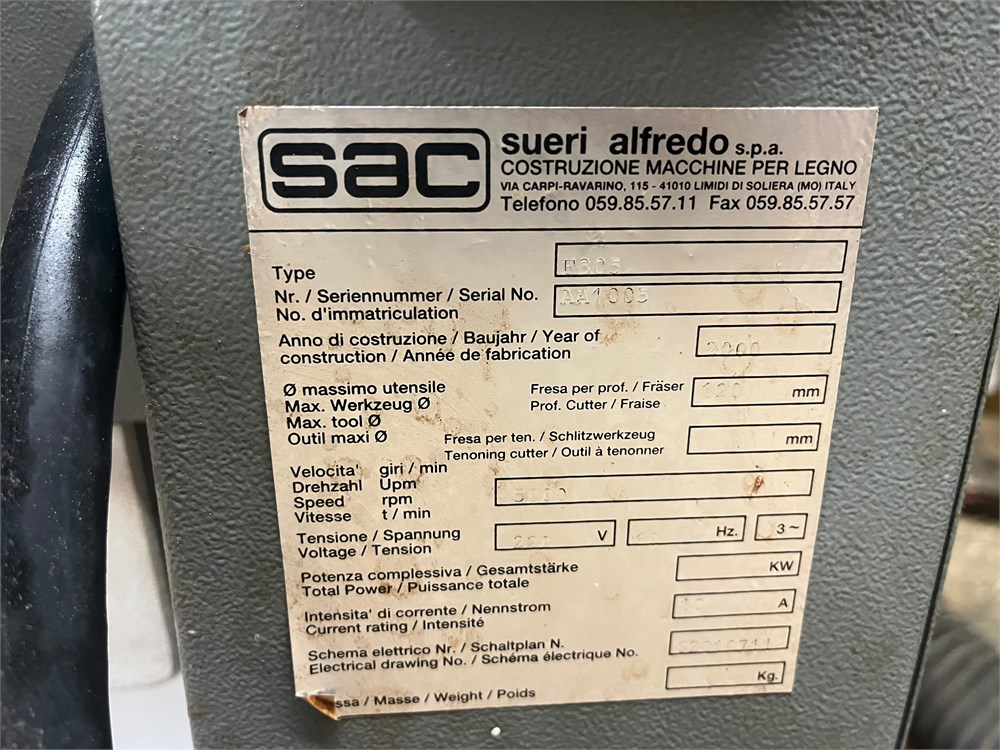 sac
sueri alfredo s.p.a.
COSTRUZIONE MACCHINE PER LEGNO
VIA CARPI-RAVARINO, 115 - 41010 LIMIDI DI SOLIERA (MO) ITALY
Telefono 059.85.57.11 Fax 059.85.57.57
Type
Nr. / Seriennummer / Serial No. AA1005
No. d'immatriculation
Anno di costruzione / Baujahr / Year of
construction / Année de fabrication 2000
Ø massimo utensile
Max. Werkzeug Ø
Max. tool Ø
Outil maxi Ø
Fresa per prof. / Fräser
Prof. Cutter / Fraise
120 mm
Fresa per ten. / Schlitzwerkzeug
Tenoning cutter / Outil à tenonner
mm
Velocita' giri / min
Drehzahl Upm
Speed rpm
Vitesse t / min
Tensione / Spannung
Voltage / Tension
V
Hz.
3 ~
Potenza complessiva / Gesamtstärke
Total Power / Puissance totale
KW
Intensita' di corrente / Nennstrom
Current rating / Intensité
A
Schema elettrico Nr. / Schaltplan N.
Electrical drawing No. / Schéma électrique No.
/ Masse / Weight / Poids
Kg.